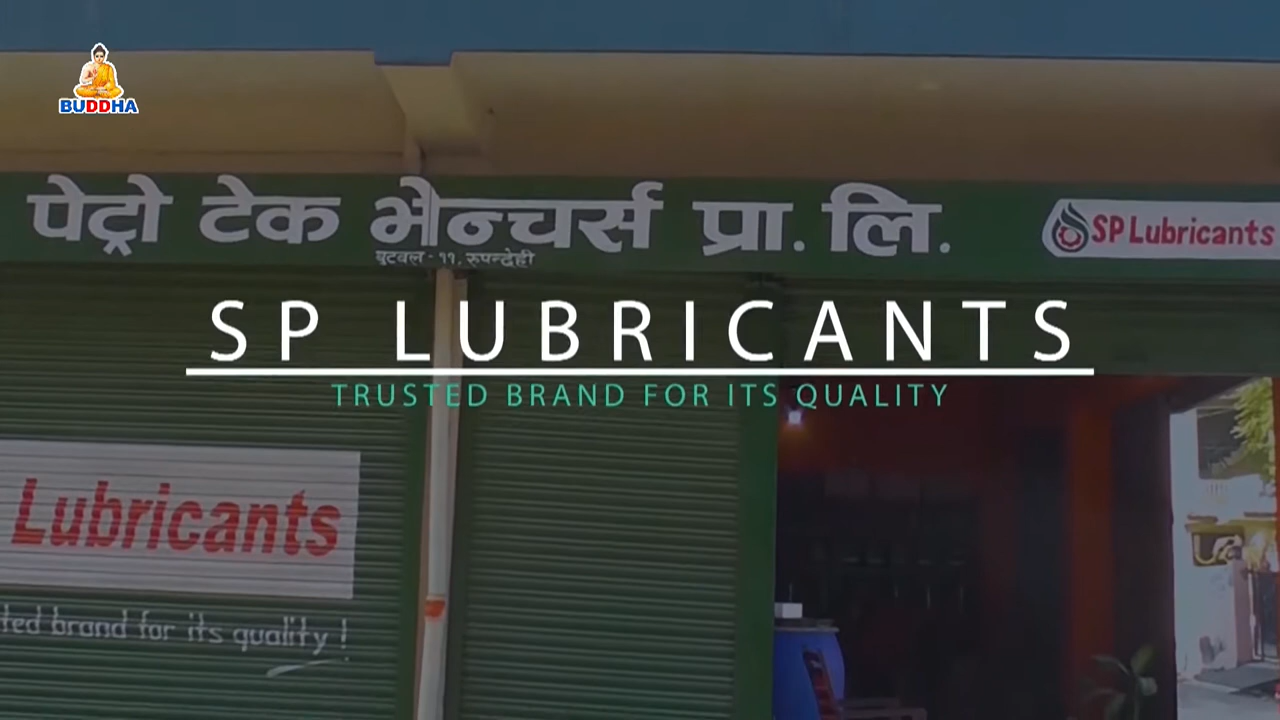 BUDDHA
पेट्रो टेक भेन्चर्स प्रा. लि.
SP Lubricants
बुटवल - ११, रुपन्देही
SP LUBRICANTS
TRUSTED BRAND FOR ITS QUALITY
Lubricants
ted brand for its quality !